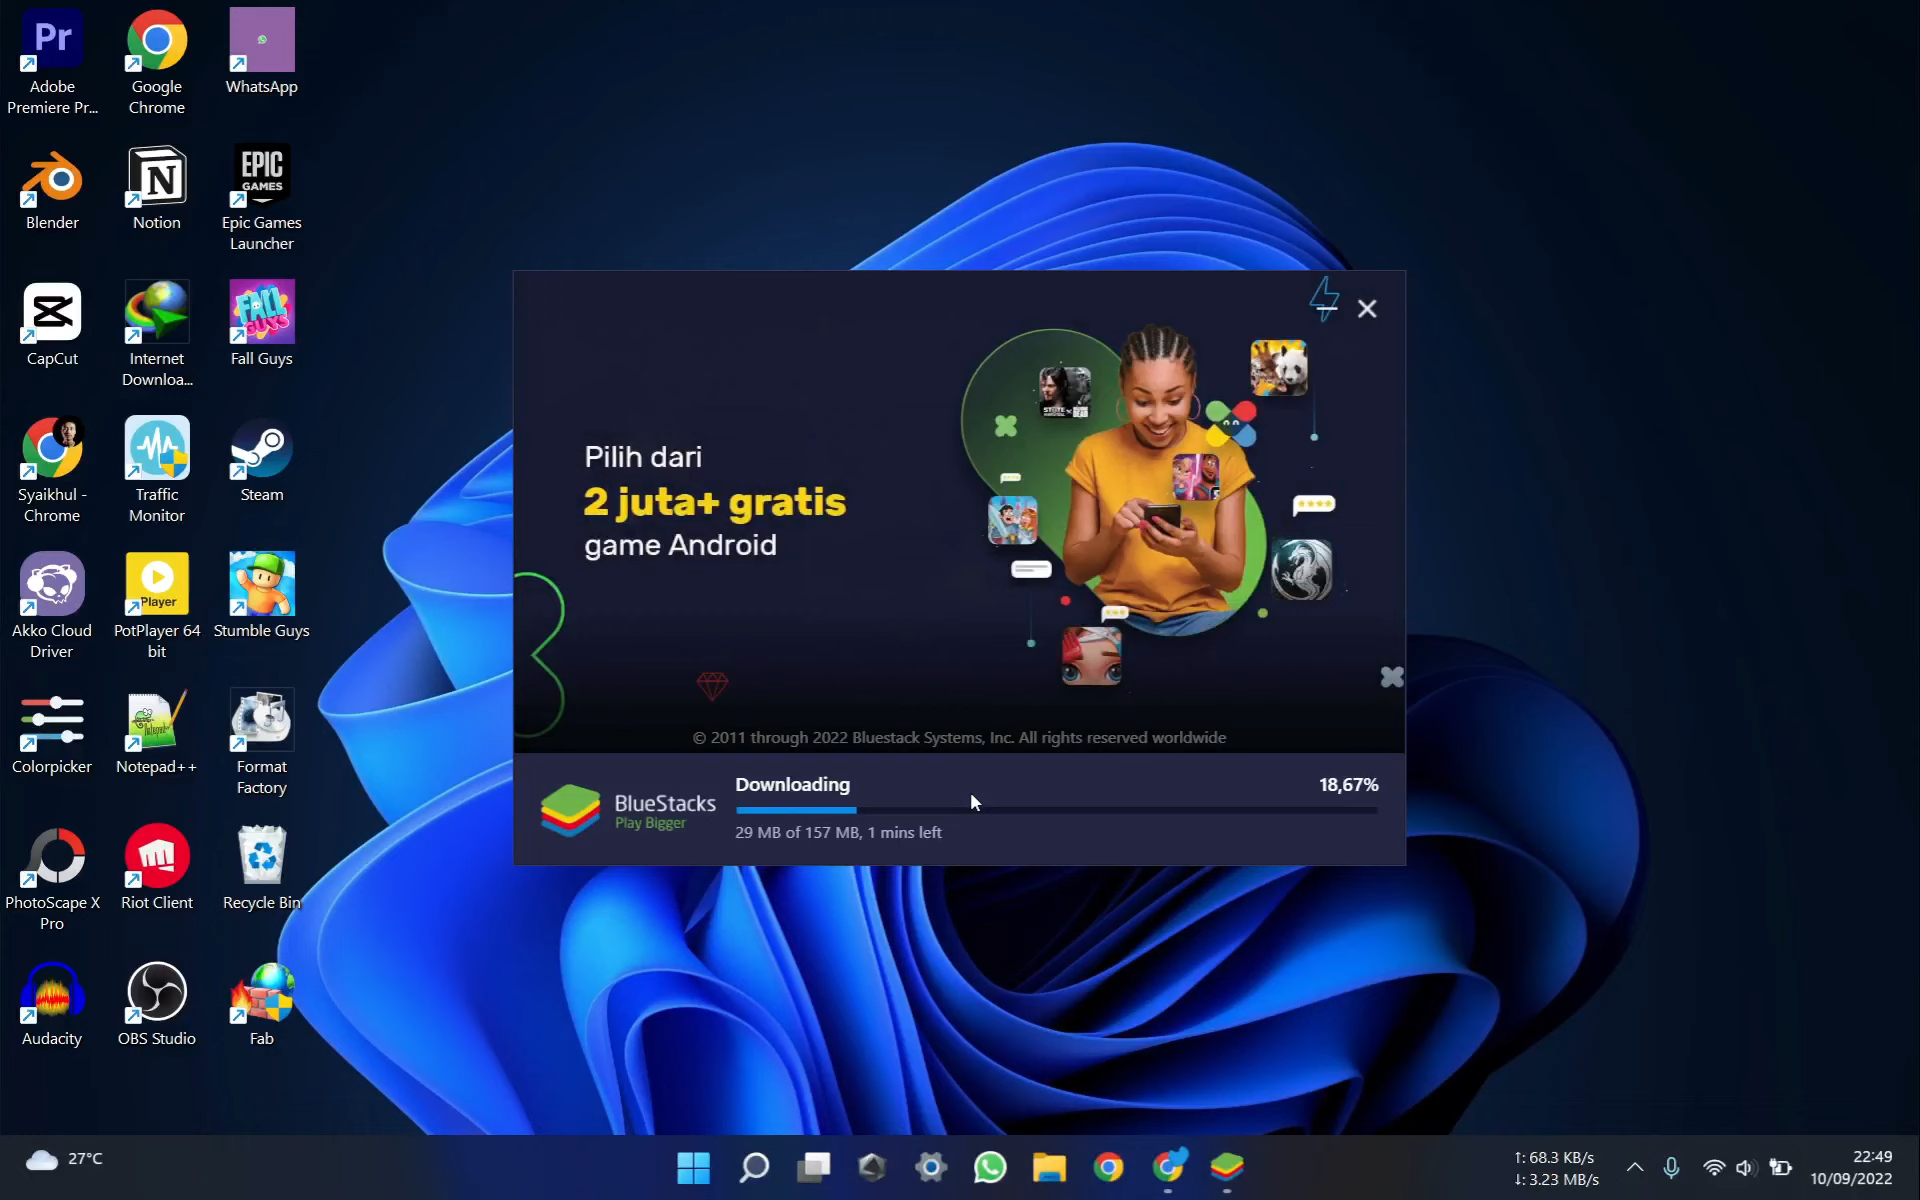 Pr
Adobe
Premiere Pr...
Google
Chrome
WhatsApp
Blender
N
Notion
EPIC
GAMES
Epic Games
Launcher
CapCut
Internet
Downloa...
FALL
GUYS
Fall Guys
Syaikhul -
Chrome
Traffic
Monitor
Steam
Akko Cloud
Driver
Player
PotPlayer 64
bit
Stumble Guys
Colorpicker
Notepad++
Format
Factory
PhotoScape X
Pro
Riot Client
Recycle Bin
Audacity
OBS Studio
Fab
Pilih dari
2 juta+ gratis
game Android
© 2011 through 2022 Bluestack Systems, Inc. All rights reserved worldwide
BlueStacks
Play Bigger
Downloading
18,67%
29 MB of 157 MB, 1 mins left
27°C
↑: 68.3 KB/s
↓: 3.23 MB/s
22:49
10/09/2022